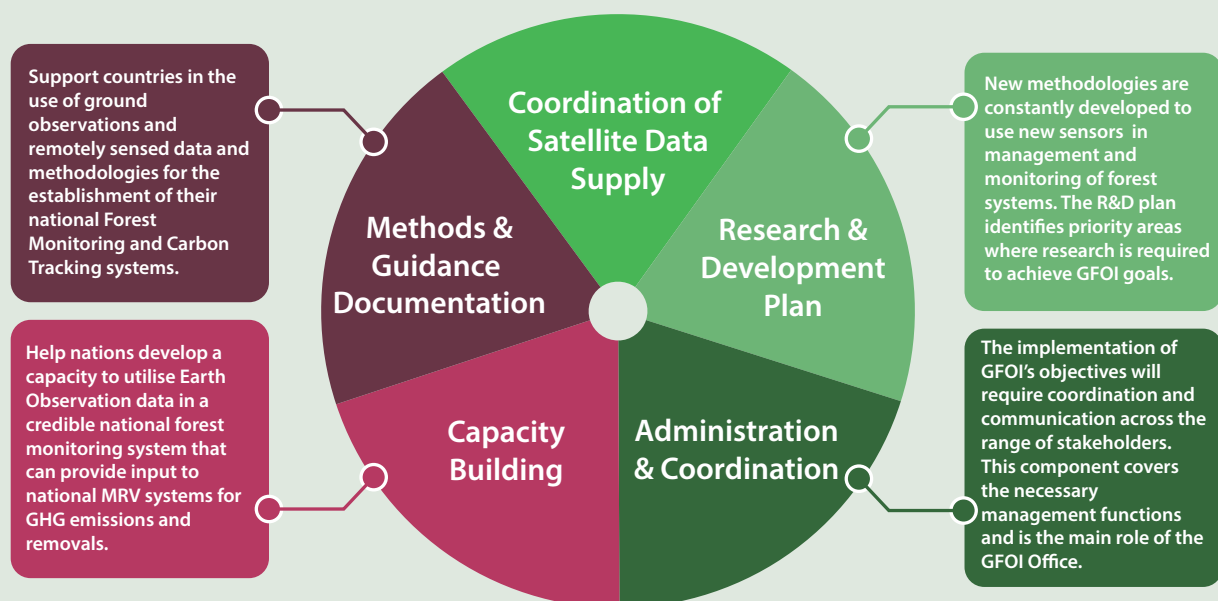 Support countries in the
use of ground
observations and
remotely sensed data and
methodologies for the
establishment of their
national Forest
Monitoring and Carbon
Tracking systems.
Coordination of
Satellite Data
Supply
New methodologies are
constantly developed to
use new sensors in
management and
monitoring of forest
systems. The R&D plan
identifies priority areas
where research is required
to achieve GFOI goals.
Methods &
Guidance
Documentation
Research &
Development
Plan
Help nations develop a
capacity to utilise Earth
Observation data in a
credible national forest
monitoring system that
can provide input to
national MRV systems for
GHG emissions and
removals.
Capacity
Building
Administration
& Coordination
The implementation of
GFOI's objectives will
require coordination and
communication across the
range of stakeholders.
This component covers
the necessary
management functions
and is the main role of the
GFOI Office.